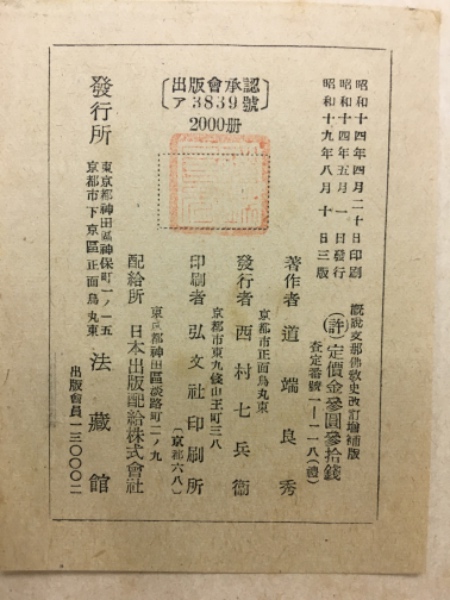 昭和十四年四月二十日印刷
昭和十四年五月一日發行
昭和十九年八月十日三版
概說支那佛敎史改訂增補版
(許)定價金參圓參拾錢
查定番號一一二一八(禮)
出版會承認
ア3839號
2000册
著作者 道端良秀
京都市正面烏丸東
發行者 西村七兵衞
京都市東九條山王町三八
印刷者 弘文社印刷所
(京都六八)
東京都神田區淡路町二ノ九
配給所 日本出版配給株式會社
發行所
東京都神田區神保町一ノ一五
京都市下京區正面烏丸東
法藏館
出版會員一三〇〇〇二